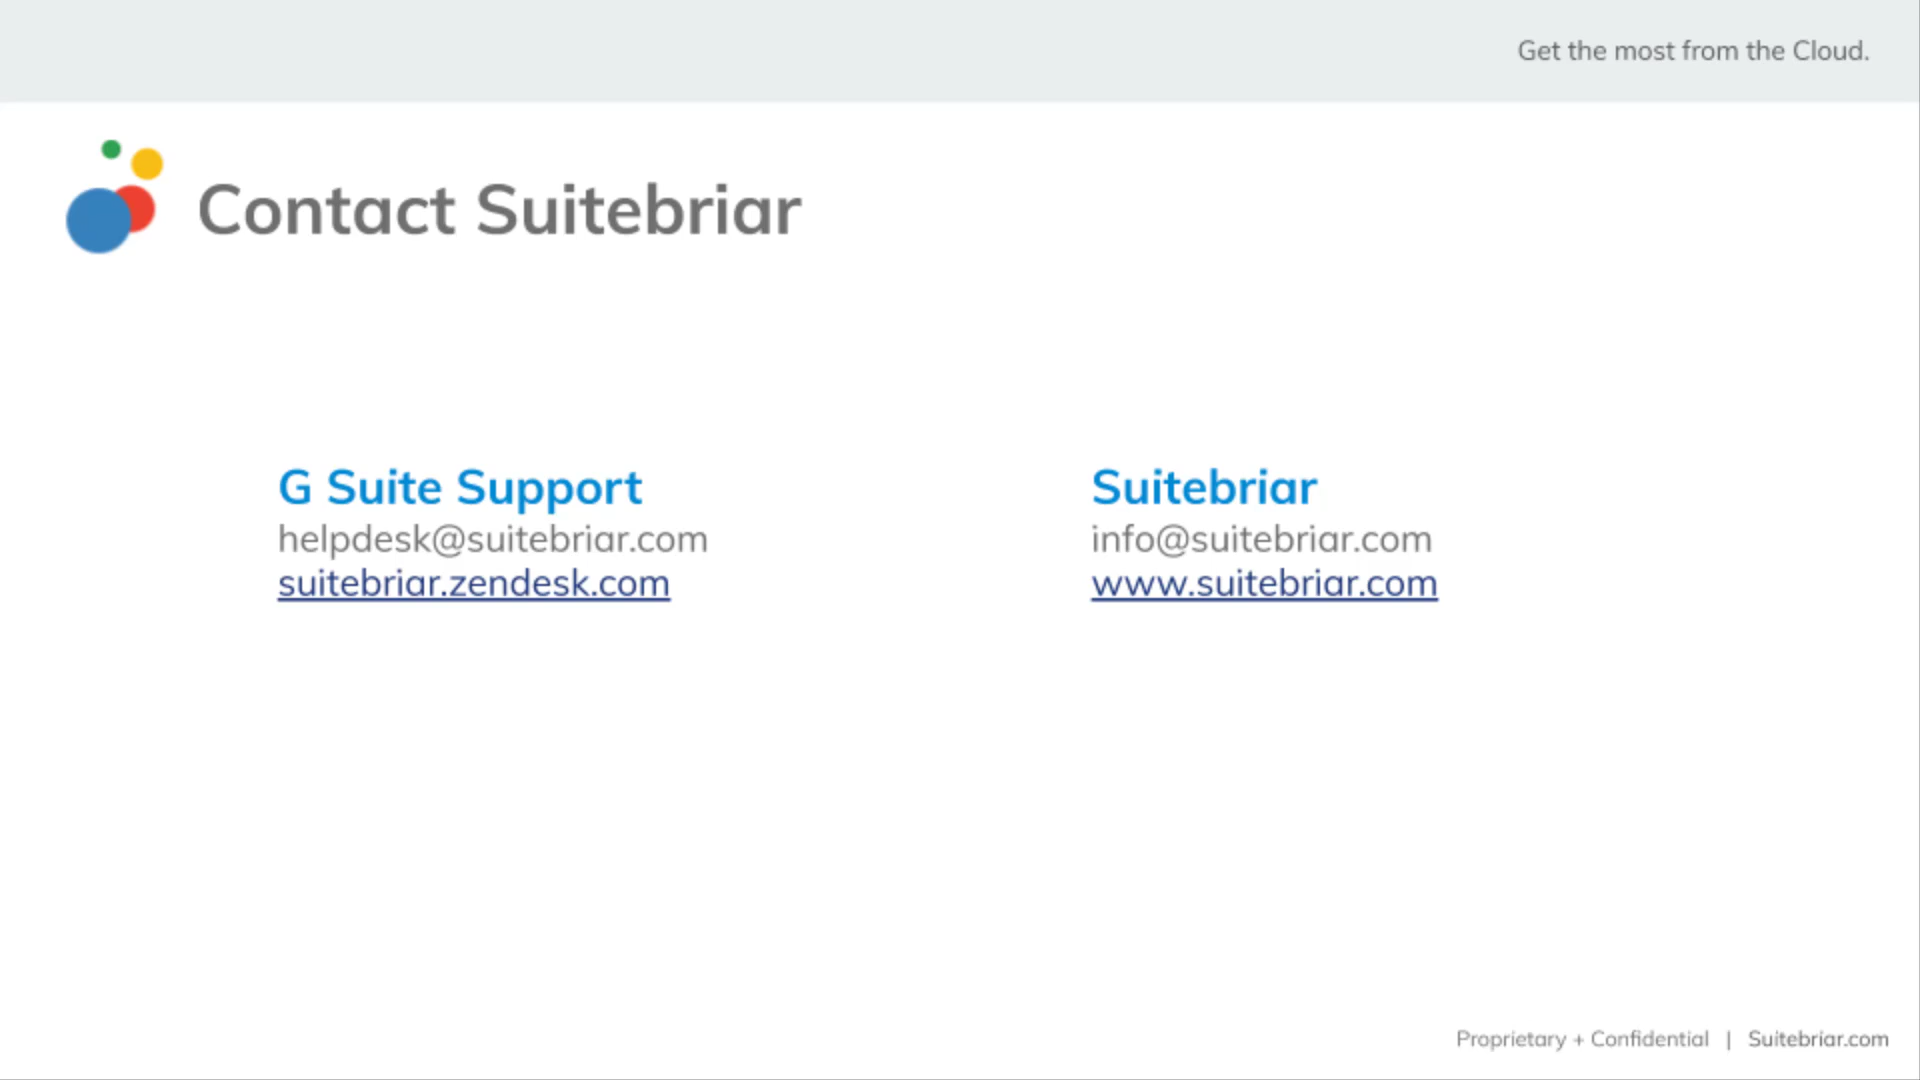 Get the most from the Cloud.
Contact Suitebriar
G Suite Support
helpdesk@suitebriar.com
suitebriar.zendesk.com
Suitebriar
info@suitebriar.com
www.suitebriar.com
Proprietary + Confidential | Suitebriar.com